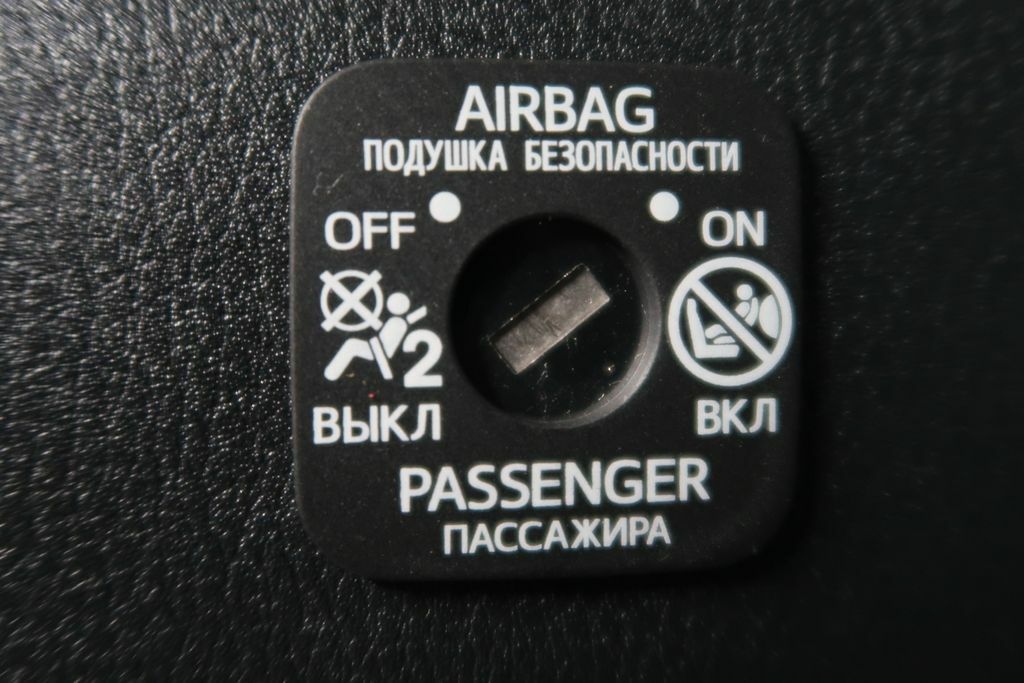 AIRBAG
ПОДУШКА БЕЗОПАСНОСТИ
OFF
ON
2
ВЫКЛ
ВКЛ
PASSENGER
ПАССАЖИРА